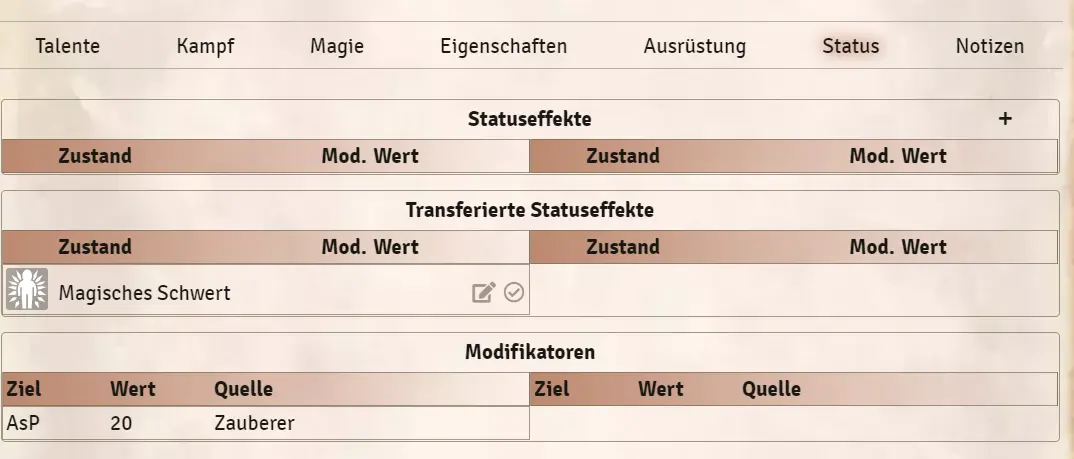 Talente Kampf Magie Eigenschaften Ausrüstung Status Notizen
Statuseffekte +
Zustand Mod. Wert Zustand Mod. Wert
Transferierte Statuseffekte
Zustand Mod. Wert Zustand Mod. Wert
Magisches Schwert
Modifikatoren
Ziel Wert Quelle Ziel Wert Quelle
AsP 20 Zauberer